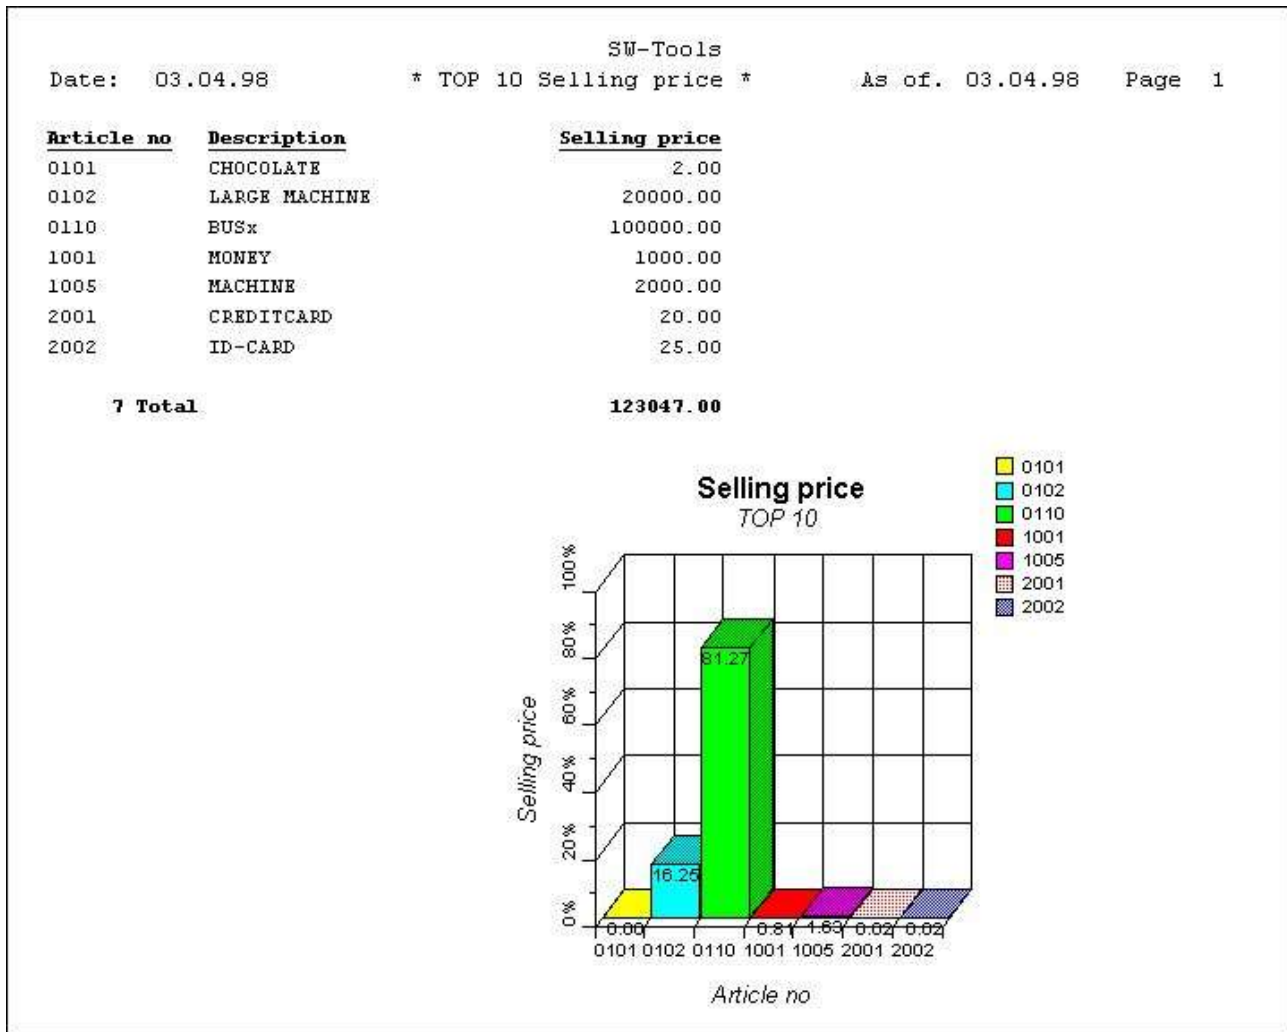 SW-Tools
Date: 03.04.98 * TOP 10 Selling price * As of. 03.04.98 Page 1
Article no Description Selling price
0101 CHOCOLATE 2.00
0102 LARGE MACHINE 20000.00
0110 BUSx 100000.00
1001 MONEY 1000.00
1005 MACHINE 2000.00
2001 CREDITCARD 20.00
2002 ID-CARD 25.00
7 Total 123047.00
Selling price
TOP 10
0101
0102
0110
1001
1005
2001
2002
100%
80%
60%
40%
20%
0%
Selling price
81.27
16.25
0.00 0.81 1.63 0.02 0.02
0101 0102 0110 1001 1005 2001 2002
Article no